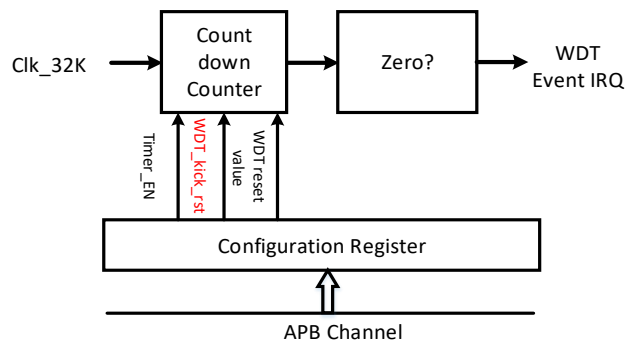 Clk_32K
Count
down
Counter
Zero?
WDT
Event IRQ
Timer_EN
WDT_kick_rst
WDT reset
value
Configuration Register
APB Channel